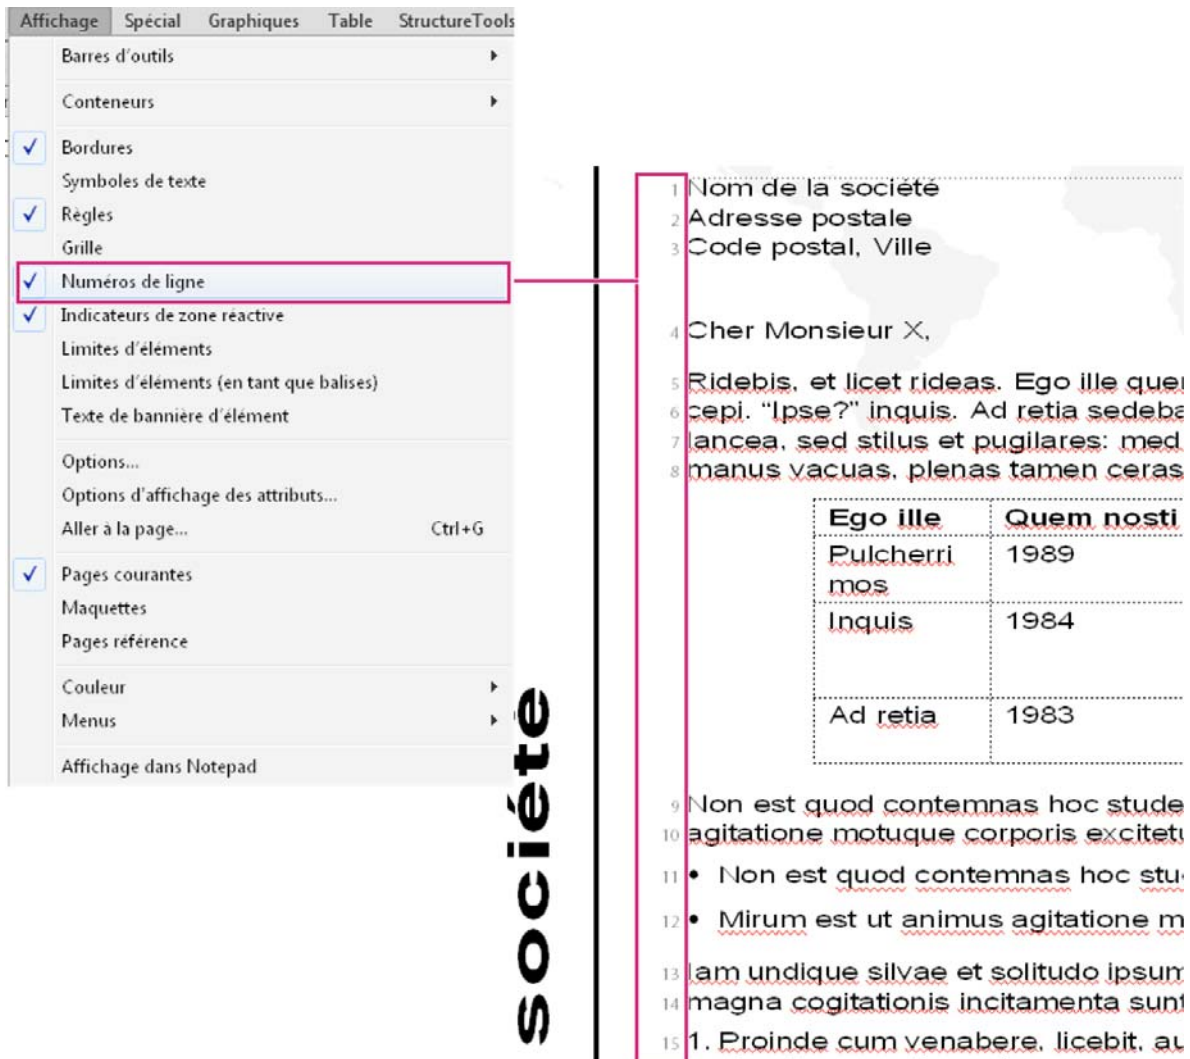 Affichage Spécial Graphiques Table StructureTools
Barres d'outils
Conteneurs
Bordures
Symboles de texte
Règles
Grille
Numéros de ligne
Indicateurs de zone réactive
Limites d'éléments
Limites d'éléments (en tant que balises)
Texte de bannière d'élément
Options...
Options d'affichage des attributs...
Aller à la page... Ctrl+G
Pages courantes
Maquettes
Pages référence
Couleur
Menus
Affichage dans Notepad
société
1 Nom de la société
2 Adresse postale
3 Code postal, Ville
4 Cher Monsieur X,
5 Ridebis, et licet rideas. Ego ille quer
6 cepi. “Ipse?” inquis. Ad retia sedeba
7 lancea, sed stilus et pugilares: med
8 manus vacuas, plenas tamen ceras
Ego ille Quem nosti
Pulcherri 1989
mos
Inquis 1984
Ad retia 1983
9 Non est quod contemnas hoc stude
10 agitatione motuque corporis excitetu
11 • Non est quod contemnas hoc stu
12 • Mirum est ut animus agitatione m
13 Iam undique silvae et solitudo ipsum
14 magna cogitationis incitamenta sunt
15 1. Proinde cum venabere, licebit, au